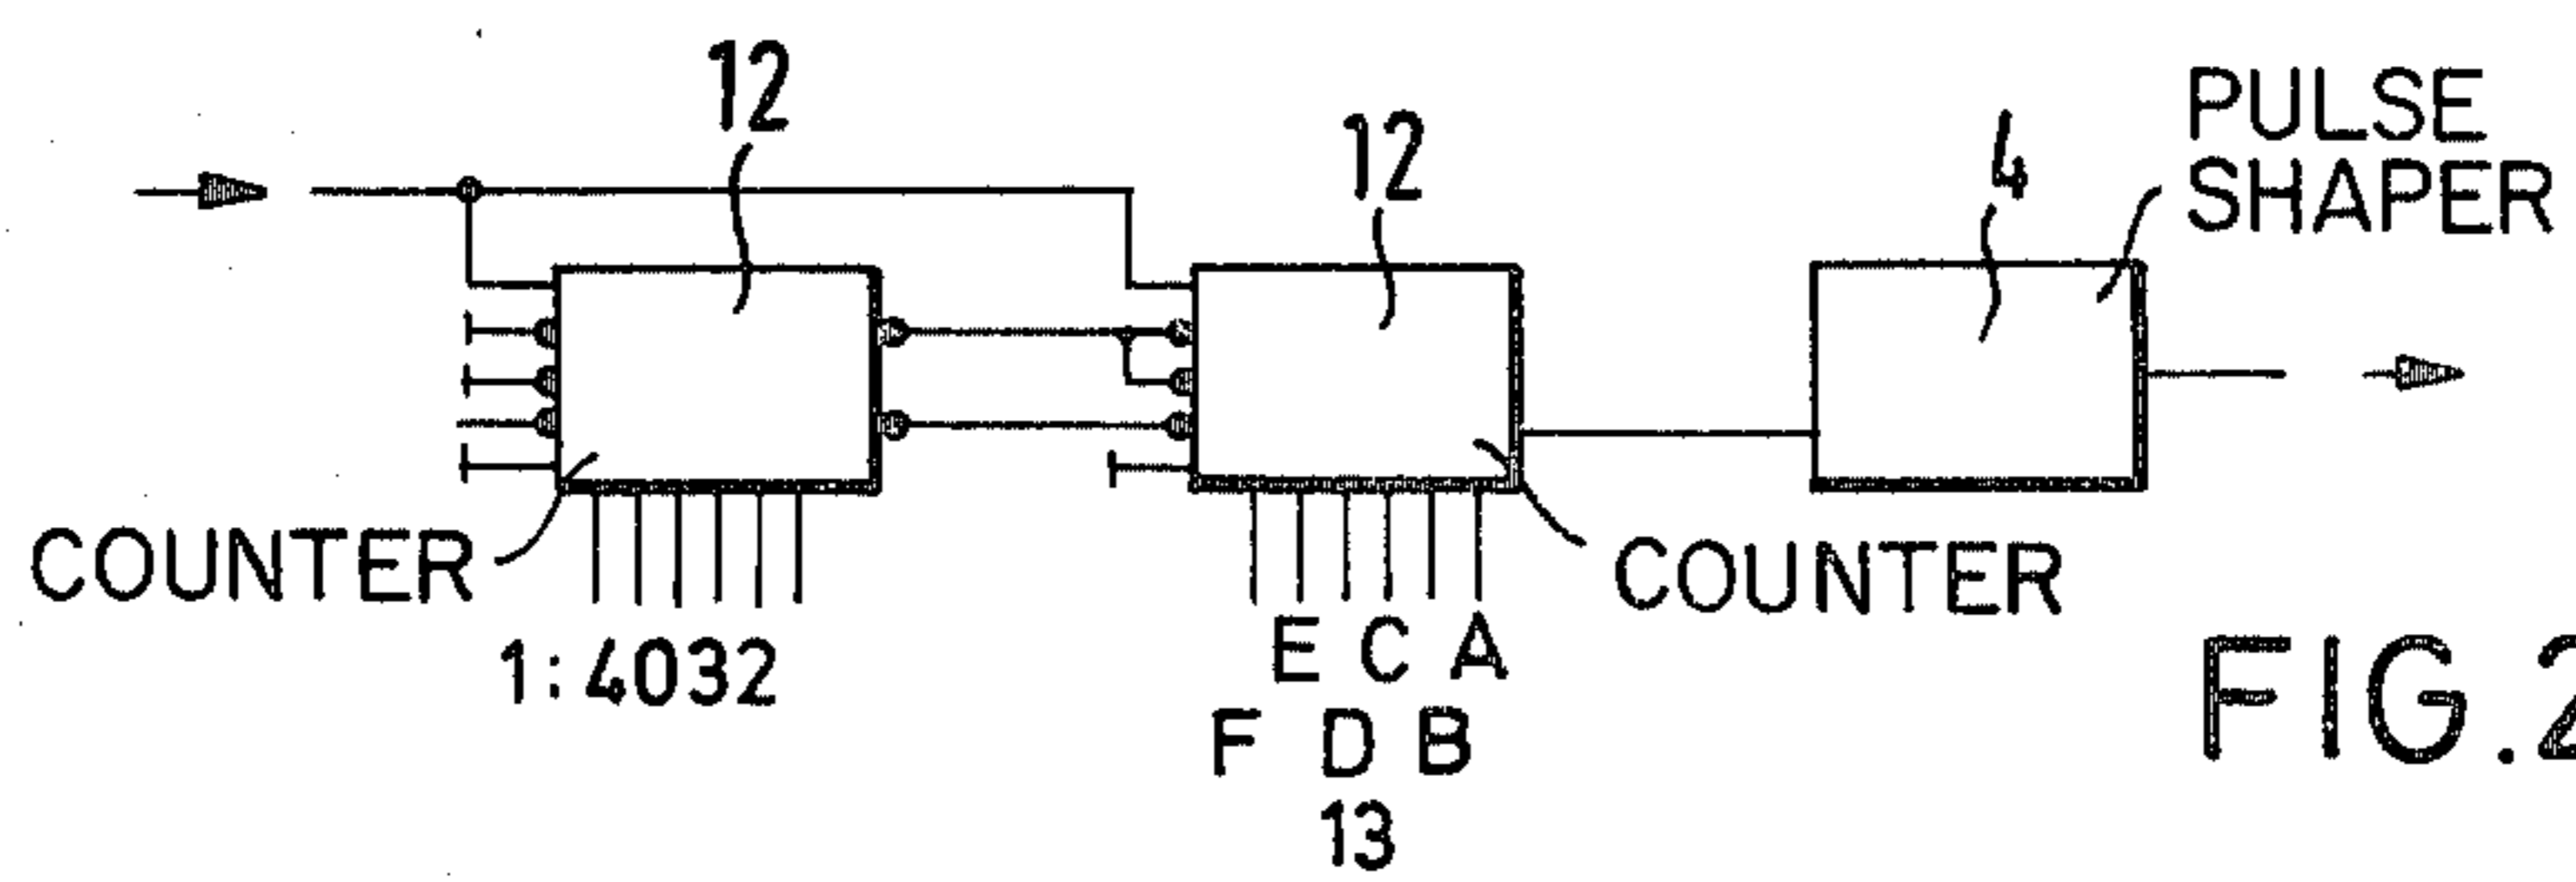 12
12
4
PULSE
SHAPER
COUNTER
COUNTER
1:4032
E C A
F D B
13
FIG.2